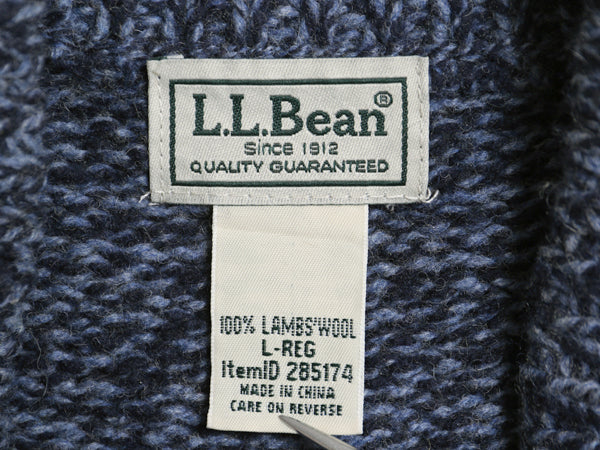 L.L.Bean®
Since 1912
QUALITY GUARANTEED
100% LAMBS'WOOL
L-REG
ItemID 285174
MADE IN CHINA
CARE ON REVERSE